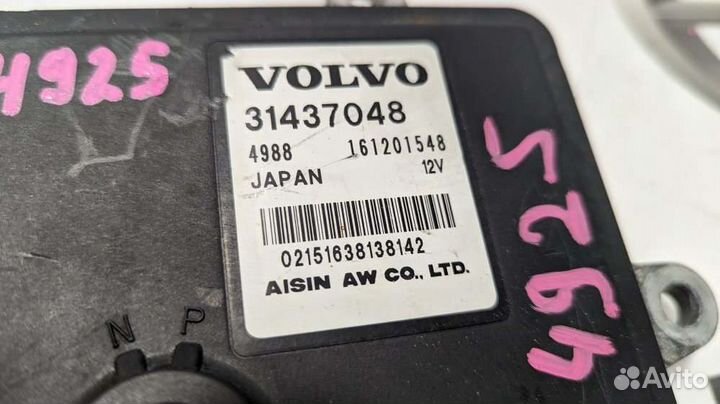 4925
VOLVO
31437048
4988 161201548
JAPAN 12V
02151638138142
AISIN AW CO., LTD.
N P
4925
Avito